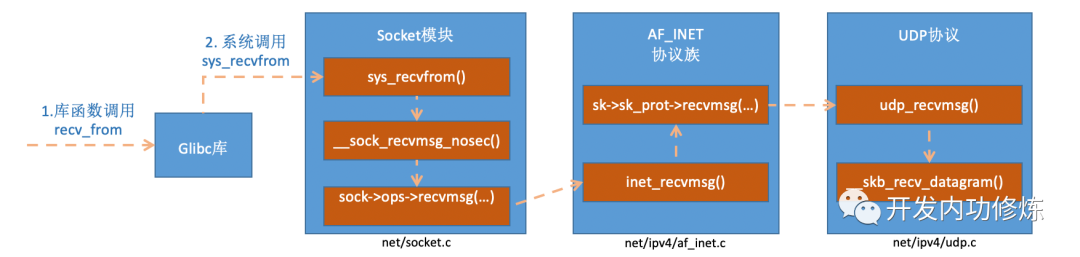 1.库函数调用
recv_from
Glibc库
2. 系统调用
sys_recvfrom
Socket模块
sys_recvfrom()
__sock_recvmsg_nosec()
sock->ops->recvmsg(...)
net/socket.c
AF_INET
协议族
sk->sk_prot->recvmsg(...)
inet_recvmsg()
net/ipv4/af_inet.c
UDP协议
udp_recvmsg()
skb_recv_datagram()
net/ipv4/udp.c
开发内功修炼